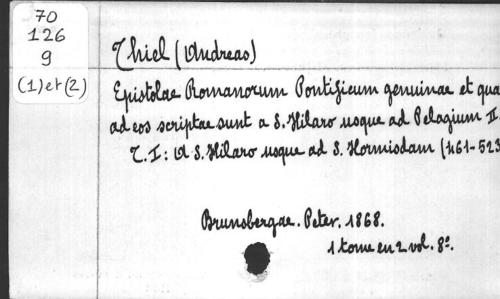 70
126
9
(1) et (2)
Thiel (Andreas)
Epistolae Romanorum Pontificum genuinae et quae
ad eos scriptae sunt a S. Hilaro usque ad Pelagium II.
T. I: A S. Hilaro usque ad S. Hormisdam (461-523
Brunsbergae. Peter. 1868.
1 tome en 2 vol. 8º.